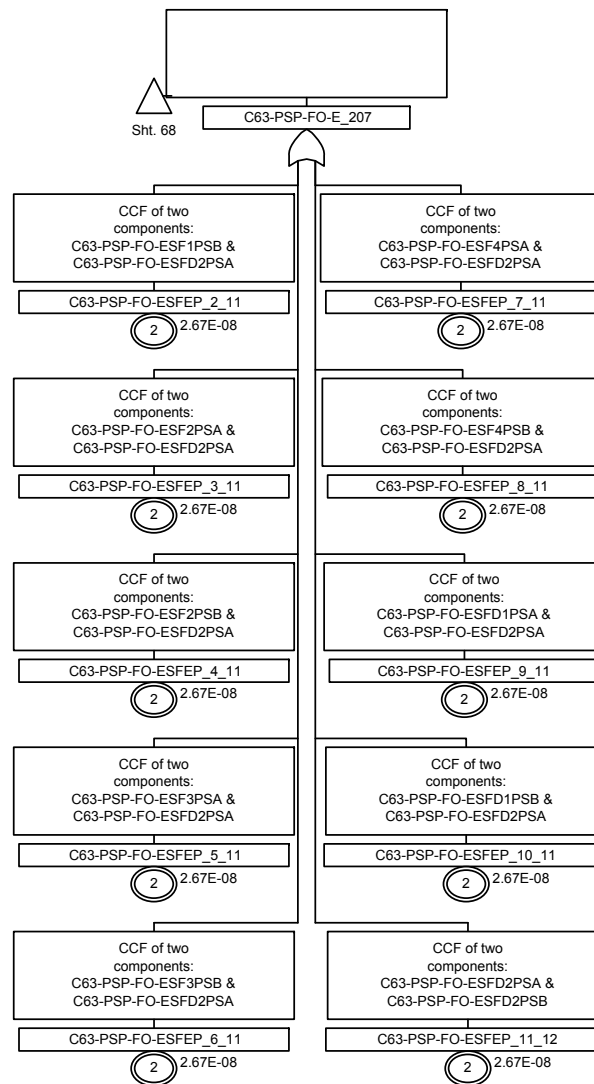 C63-PSP-FO-E_207
Sht. 68
CCF of two
components:
C63-PSP-FO-ESF1PSB &
C63-PSP-FO-ESFD2PSA
C63-PSP-FO-ESFEP_2_11
2
2.67E-08
CCF of two
components:
C63-PSP-FO-ESF4PSA &
C63-PSP-FO-ESFD2PSA
C63-PSP-FO-ESFEP_7_11
2
2.67E-08
CCF of two
components:
C63-PSP-FO-ESF2PSA &
C63-PSP-FO-ESFD2PSA
C63-PSP-FO-ESFEP_3_11
2
2.67E-08
CCF of two
components:
C63-PSP-FO-ESF4PSB &
C63-PSP-FO-ESFD2PSA
C63-PSP-FO-ESFEP_8_11
2
2.67E-08
CCF of two
components:
C63-PSP-FO-ESF2PSB &
C63-PSP-FO-ESFD2PSA
C63-PSP-FO-ESFEP_4_11
2
2.67E-08
CCF of two
components:
C63-PSP-FO-ESFD1PSA &
C63-PSP-FO-ESFD2PSA
C63-PSP-FO-ESFEP_9_11
2
2.67E-08
CCF of two
components:
C63-PSP-FO-ESF3PSA &
C63-PSP-FO-ESFD2PSA
C63-PSP-FO-ESFEP_5_11
2
2.67E-08
CCF of two
components:
C63-PSP-FO-ESFD1PSB &
C63-PSP-FO-ESFD2PSA
C63-PSP-FO-ESFEP_10_11
2
2.67E-08
CCF of two
components:
C63-PSP-FO-ESF3PSB &
C63-PSP-FO-ESFD2PSA
C63-PSP-FO-ESFEP_6_11
2
2.67E-08
CCF of two
components:
C63-PSP-FO-ESFD2PSA &
C63-PSP-FO-ESFD2PSB
C63-PSP-FO-ESFEP_11_12
2
2.67E-08